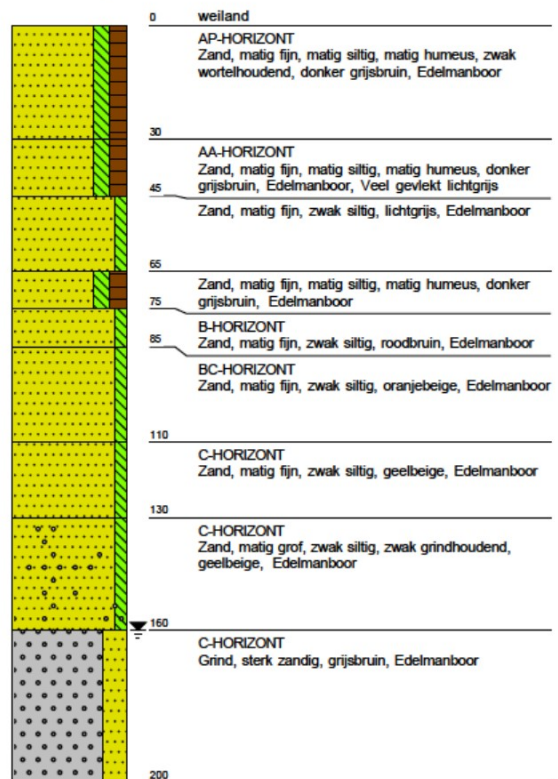 0 weiland
AP-HORIZONT
Zand, matig fijn, matig siltig, matig humeus, zwak
wortelhoudend, donker grijsbruin, Edelmanboor
30
AA-HORIZONT
Zand, matig fijn, matig siltig, matig humeus, donker
grijsbruin, Edelmanboor, Veel gevlekt lichtgrijs
45
Zand, matig fijn, zwak siltig, lichtgrijs, Edelmanboor
65
Zand, matig fijn, matig siltig, matig humeus, donker
grijsbruin, Edelmanboor
75
B-HORIZONT
Zand, matig fijn, zwak siltig, roodbruin, Edelmanboor
85
BC-HORIZONT
Zand, matig fijn, zwak siltig, oranjebeige, Edelmanboor
110
C-HORIZONT
Zand, matig fijn, zwak siltig, geelbeige, Edelmanboor
130
C-HORIZONT
Zand, matig grof, zwak siltig, zwak grindhoudend,
geelbeige, Edelmanboor
160
C-HORIZONT
Grind, sterk zandig, grijsbruin, Edelmanboor
200